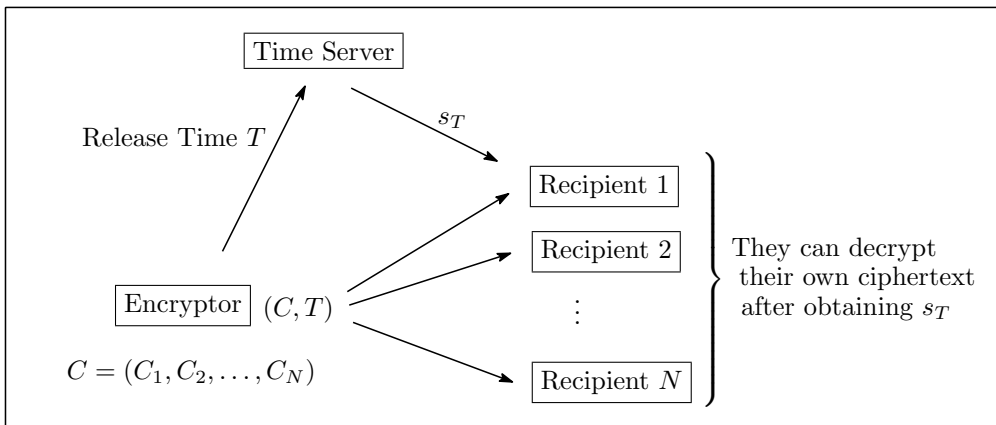 Time Server
Release Time T
s_T
Recipient 1
Recipient 2
⋮
Recipient N
They can decrypt
their own ciphertext
after obtaining s_T
Encryptor (C, T)
C = (C_1, C_2, . . . , C_N)